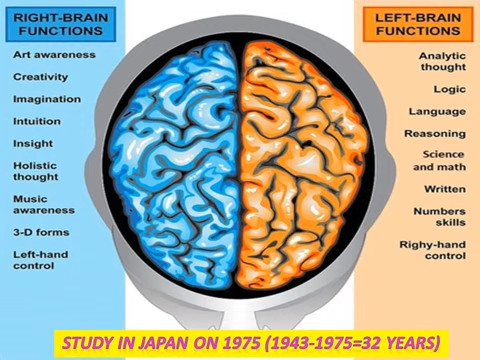 RIGHT-BRAIN
FUNCTIONS
Art awareness
Creativity
Imagination
Intuition
Insight
Holistic
thought
Music
awareness
3-D forms
Left-hand
control
LEFT-BRAIN
FUNCTIONS
Analytic
thought
Logic
Language
Reasoning
Science
and math
Written
Numbers
skills
Righy-hand
control
STUDY IN JAPAN ON 1975 (1943-1975=32 YEARS)